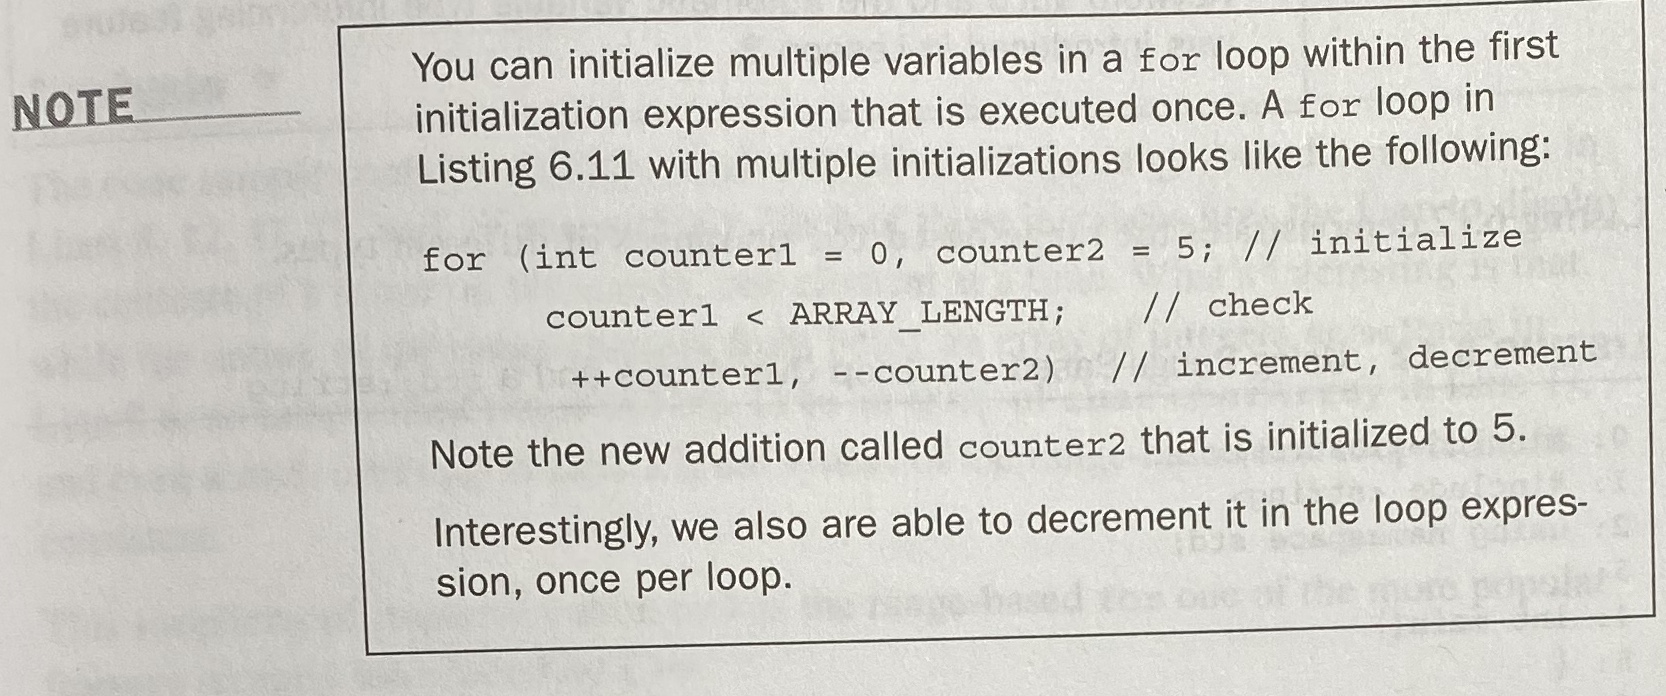 NOTE
You can initialize multiple variables in a for loop within the first
initialization expression that is executed once. A for loop in
Listing 6.11 with multiple initializations looks like the following:
for (int counter1 = 0, counter2 = 5; // initialize
counter1 < ARRAY_LENGTH; // check
++counter1, --counter2) // increment, decrement
Note the new addition called counter2 that is initialized to 5.
Interestingly, we also are able to decrement it in the loop expres-
sion, once per loop.